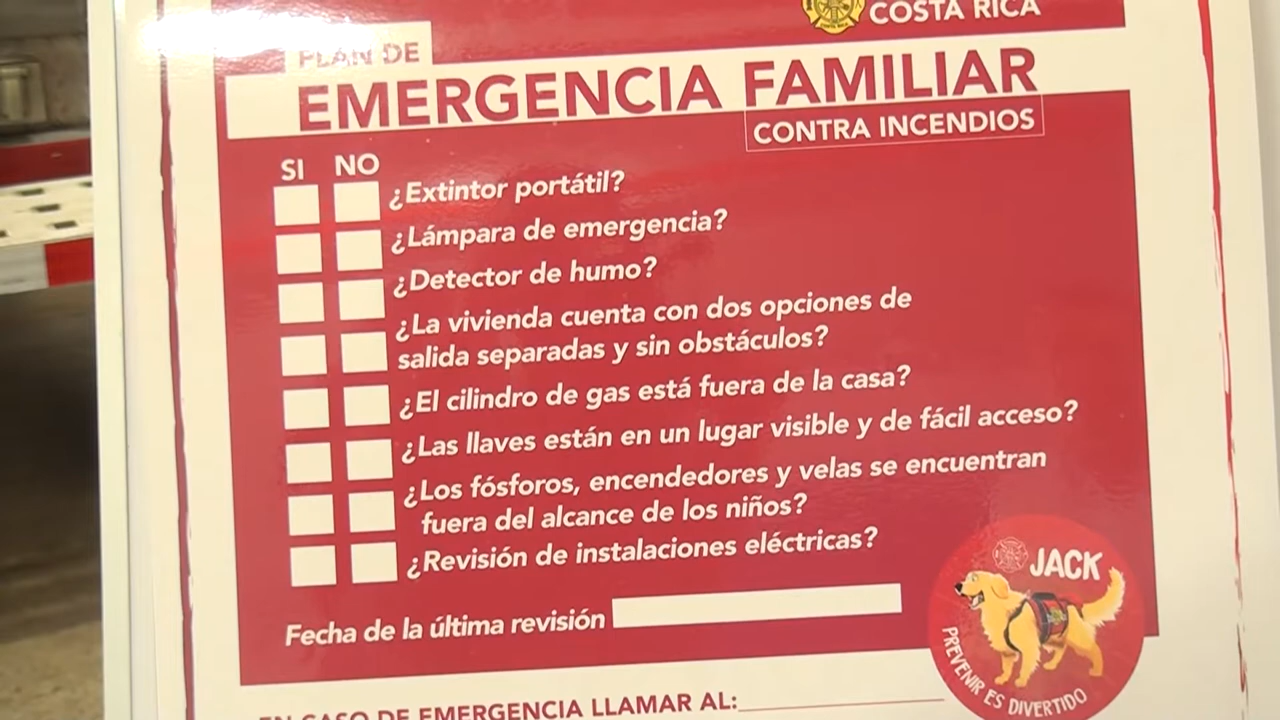 COSTA RICA
PLAN DE
EMERGENCIA FAMILIAR
CONTRA INCENDIOS
SI NO
¿Extintor portátil?
¿Lámpara de emergencia?
¿Detector de humo?
¿La vivienda cuenta con dos opciones de
salida separadas y sin obstáculos?
¿El cilindro de gas está fuera de la casa?
¿Las llaves están en un lugar visible y de fácil acceso?
¿Los fósforos, encendedores y velas se encuentran
fuera del alcance de los niños?
¿Revisión de instalaciones eléctricas?
Fecha de la última revisión
JACK
PREVENIR ES DIVERTIDO
EN CASO DE EMERGENCIA LLAMAR AL: